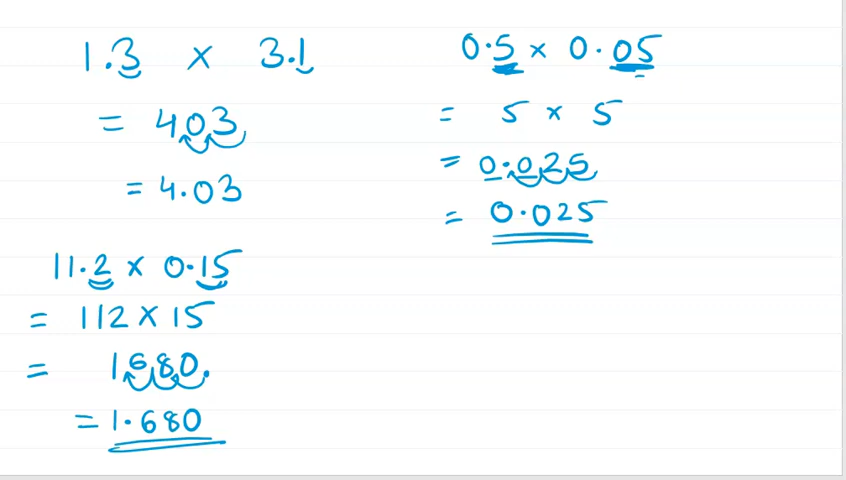 1.3 × 3.1
= 403
= 4.03
11.2 × 0.15
= 112 × 15
= 1680.
= 1.680
0.5 × 0.05
= 5 × 5
= 0.025
= 0.025